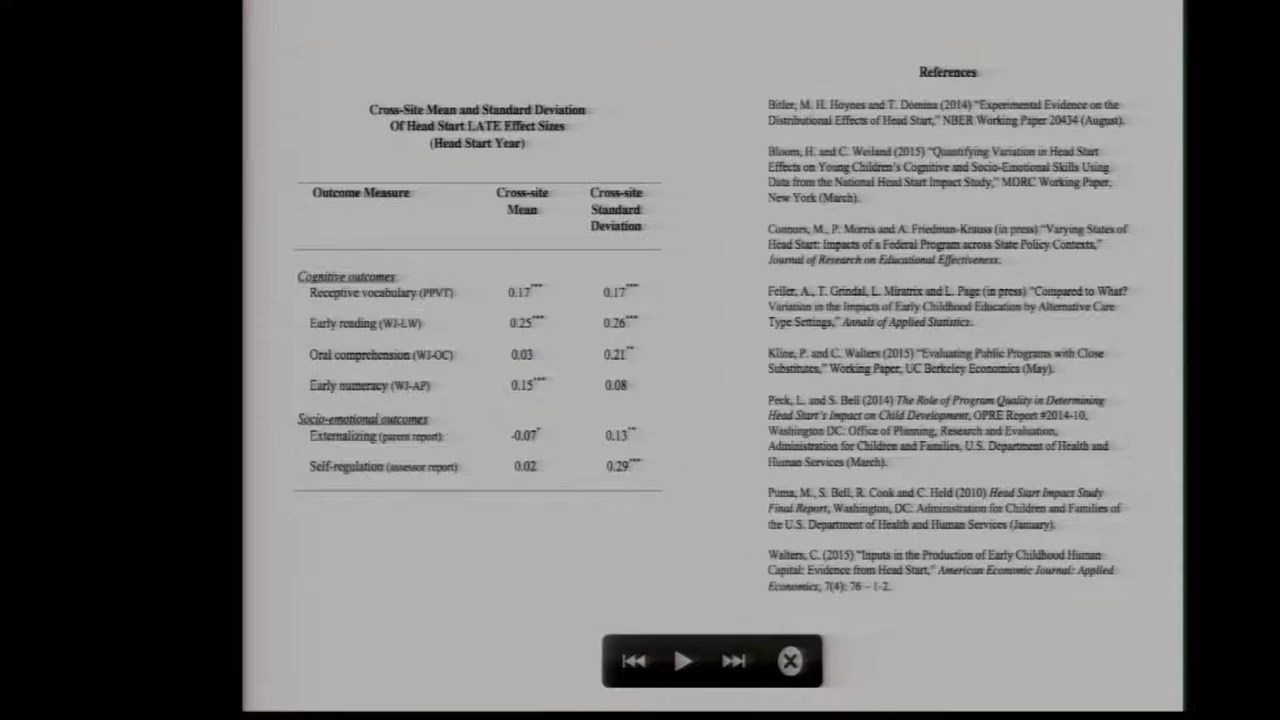 Cross-Site Mean and Standard Deviation
Of Head Start LATE Effect Sizes
(Head Start Year)
Outcome Measure
Cross-site
Mean
Cross-site
Standard
Deviation
Cognitive outcomes
Receptive vocabulary (PPVT) 0.17*** 0.17***
Early reading (WJ-LW) 0.25*** 0.26***
Oral comprehension (WJ-OC) 0.03 0.21**
Early numeracy (WJ-AP) 0.15*** 0.08
Socio-emotional outcomes
Externalizing (parent report) -0.07* 0.13**
Self-regulation (assessor report) 0.02 0.29***
References
Bitler, M. H. Hoynes and T. Domina (2014) “Experimental Evidence on the
Distributional Effects of Head Start,” NBER Working Paper 20434 (August).
Bloom, H. and C. Weiland (2015) “Quantifying Variation in Head Start
Effects on Young Children’s Cognitive and Socio-Emotional Skills Using
Data from the National Head Start Impact Study,” MDRC Working Paper,
New York (March).
Connors, M., P. Morris and A. Friedman-Krauss (in press) “Varying States of
Head Start: Impacts of a Federal Program across State Policy Contexts,”
Journal of Research on Educational Effectiveness.
Feller, A., T. Grindal, L. Miratrix and L. Page (in press) “Compared to What?
Variation in the Impacts of Early Childhood Education by Alternative Care
Type Settings,” Annals of Applied Statistics.
Kline, P. and C. Walters (2015) “Evaluating Public Programs with Close
Substitutes,” Working Paper, UC Berkeley Economics (May).
Peck, L. and S. Bell (2014) The Role of Program Quality in Determining
Head Start’s Impact on Child Development, OPRE Report #2014-10,
Washington DC: Office of Planning, Research and Evaluation,
Administration for Children and Families, U.S. Department of Health and
Human Services (March).
Puma, M., S. Bell, R. Cook and C. Held (2010) Head Start Impact Study
Final Report, Washington, DC: Administration for Children and Families of
the U.S. Department of Health and Human Services (January).
Walters, C. (2015) “Inputs in the Production of Early Childhood Human
Capital: Evidence from Head Start,” American Economic Journal: Applied
Economics, 7(4): 76 – 1-2.